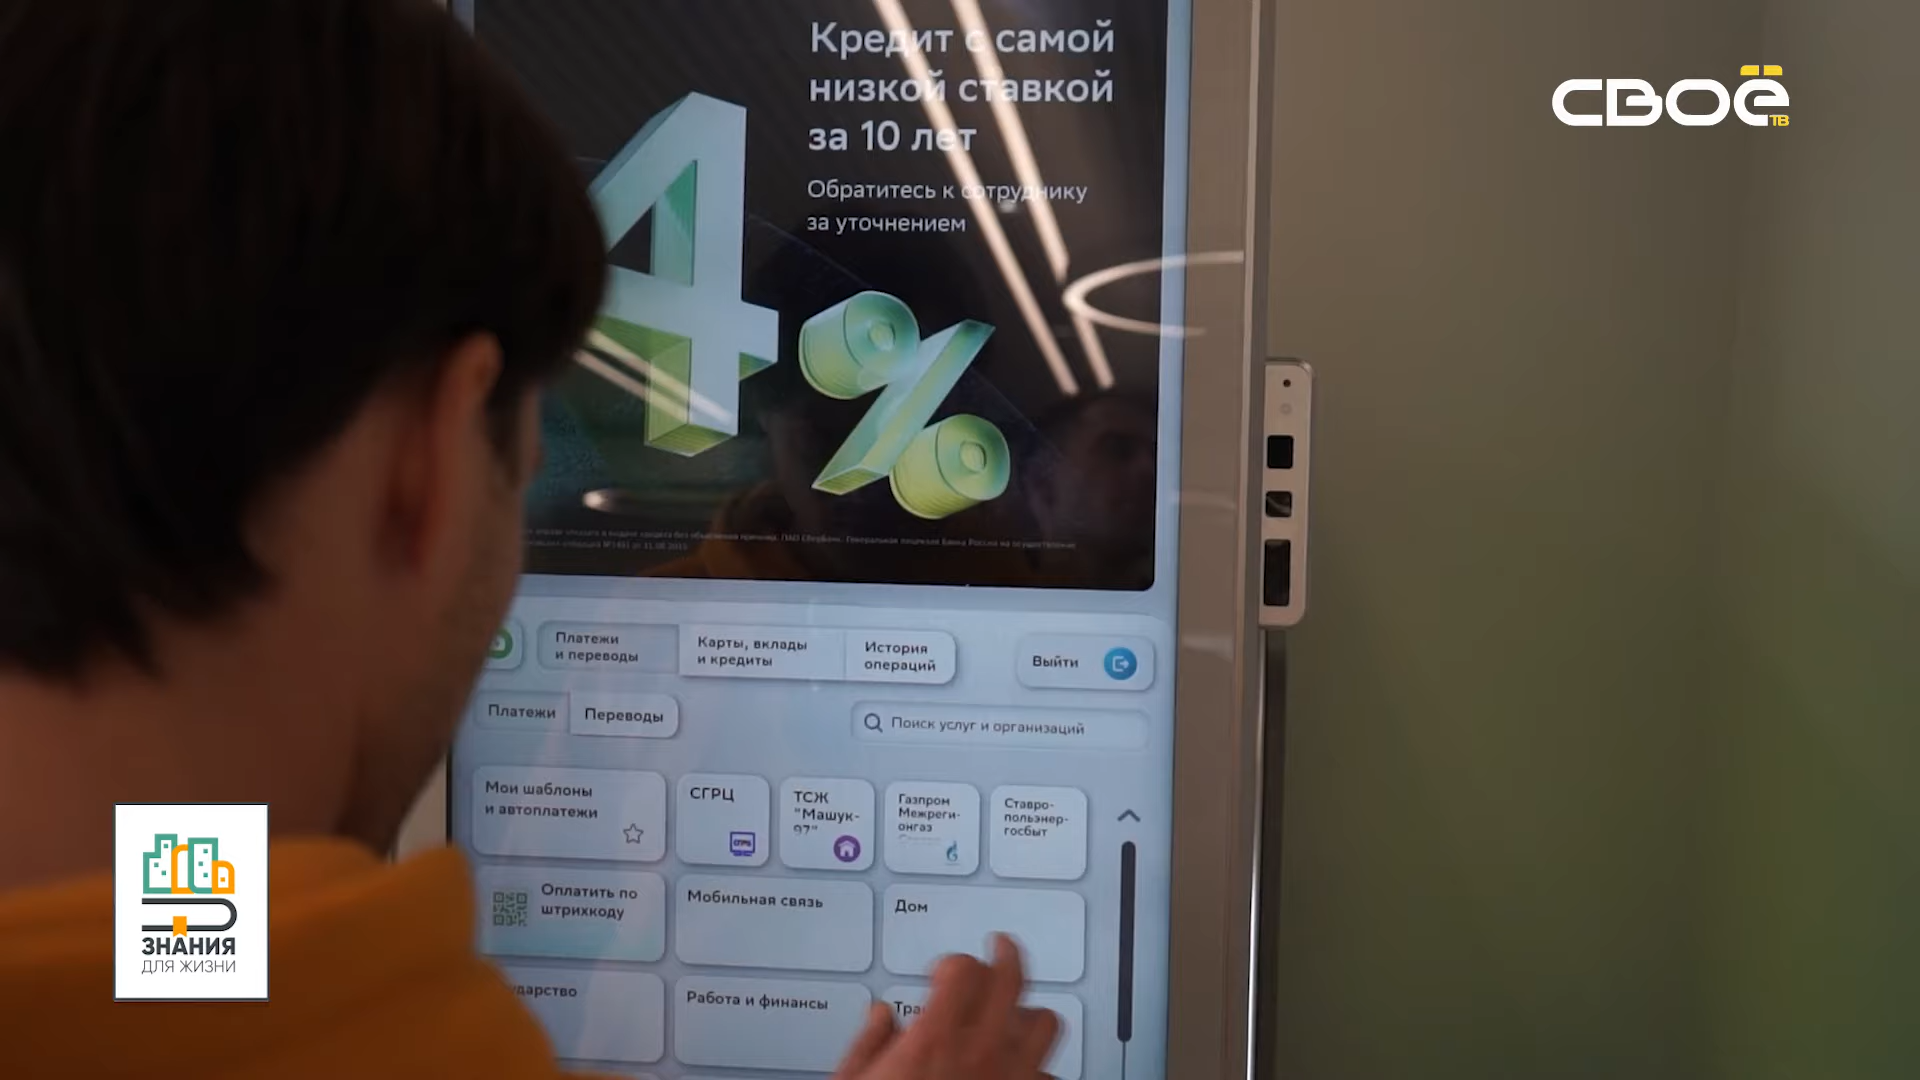 Кредит с самой
низкой ставкой
за 10 лет
Обратитесь к сотруднику
за уточнением
СВОЁ
ТВ
4%
Платежи
и переводы
Карты, вклады
и кредиты
История
операций
Выйти
Платежи
Переводы
Поиск услуг и организаций
Мои шаблоны
и автоплатежи
СГРЦ
ТСЖ
"Машук-
97"
Газпром
Межреги-
онгаз
Ставро-
польэнер-
госбыт
Оплатить по
штрихкоду
Мобильная связь
Дом
Работа и финансы
ЗНАНИЯ
ДЛЯ ЖИЗНИ